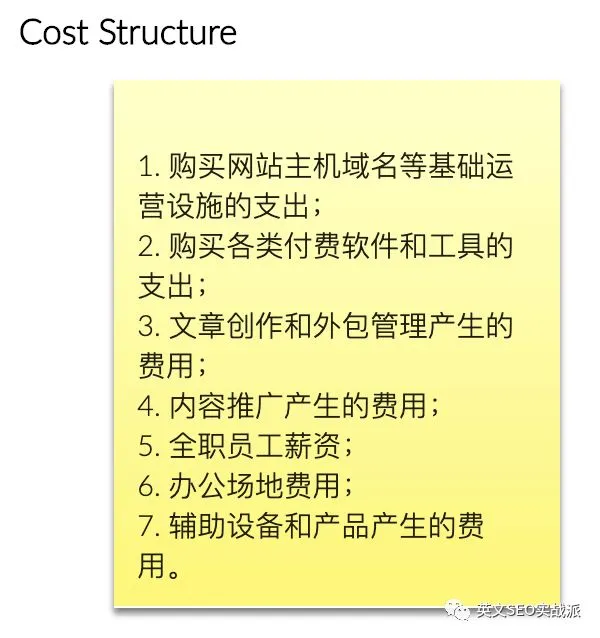 Cost Structure
1. 购买网站主机域名等基础运
营设施的支出；
2. 购买各类付费软件和工具的
支出；
3. 文章创作和外包管理产生的
费用；
4. 内容推广产生的费用；
5. 全职员工薪资；
6. 办公场地费用；
7. 辅助设备和产品产生的费
用。
英文SEO实战派